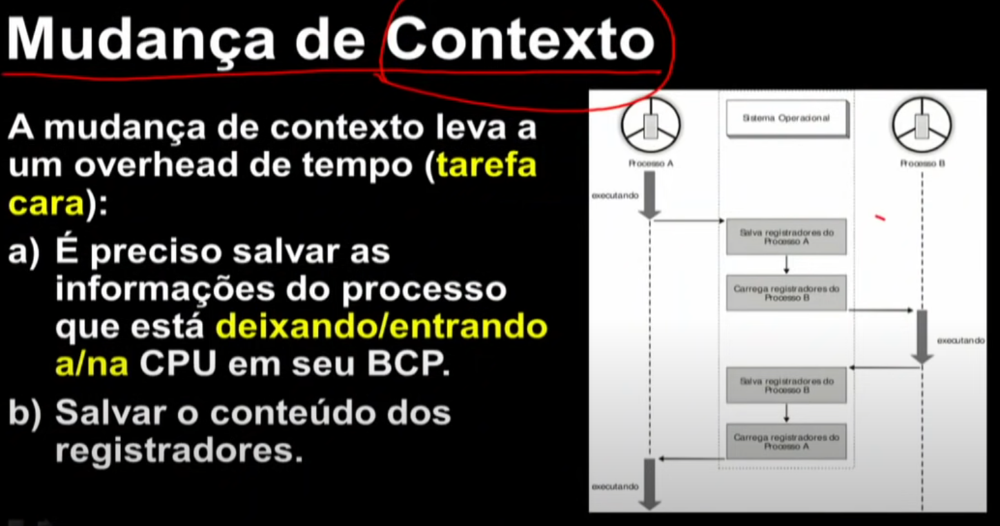 Mudança de Contexto
A mudança de contexto leva a
um overhead de tempo (tarefa
cara):
a) É preciso salvar as
informações do processo
que está deixando/entrando
a/na CPU em seu BCP.
b) Salvar o conteúdo dos
registradores.
Sistema Operacional
Processo A
Processo B
executando
Salva registradores do
Processo A
Carrega registradores do
Processo B
executando
Salva registradores do
Processo B
Carrega registradores do
Processo A
executando